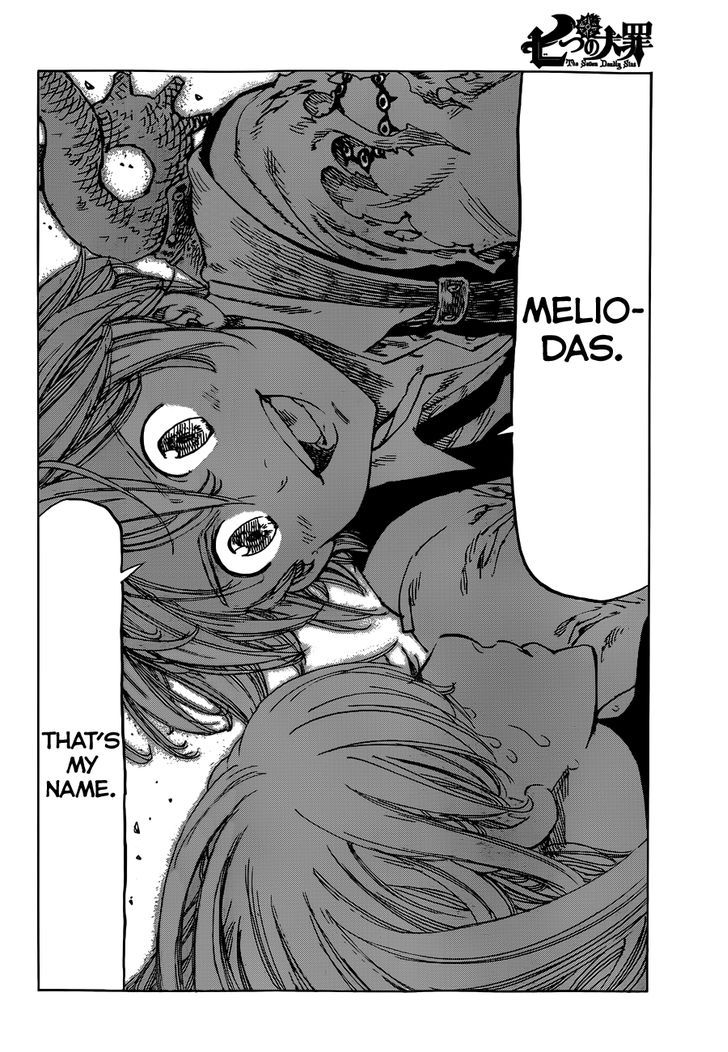 七つの大罪
The Seven Deadly Sins
MELIO-
DAS.
THAT'S
MY
NAME.